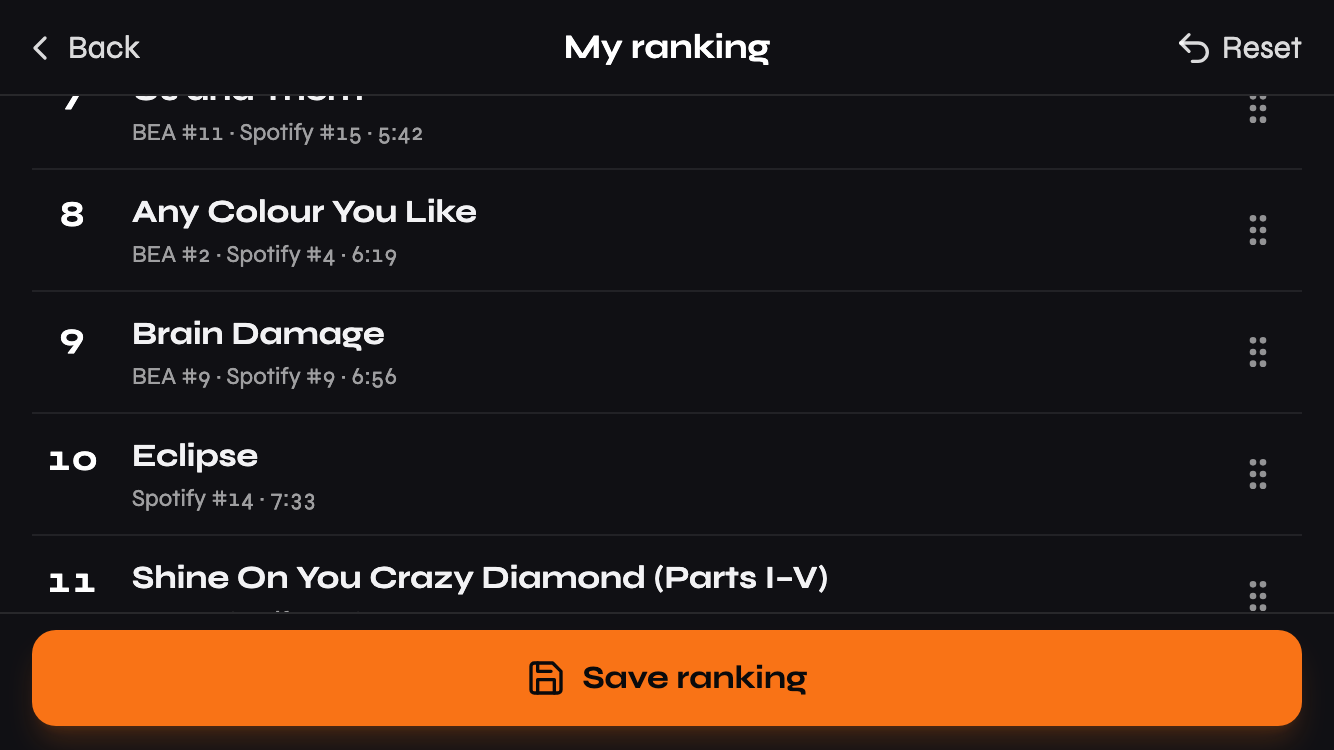 Back
My ranking
Reset
7
BEA #11 · Spotify #15 · 5:42
8
Any Colour You Like
BEA #2 · Spotify #4 · 6:19
9
Brain Damage
BEA #9 · Spotify #9 · 6:56
10
Eclipse
Spotify #14 · 7:33
11
Shine On You Crazy Diamond (Parts I–V)
Save ranking